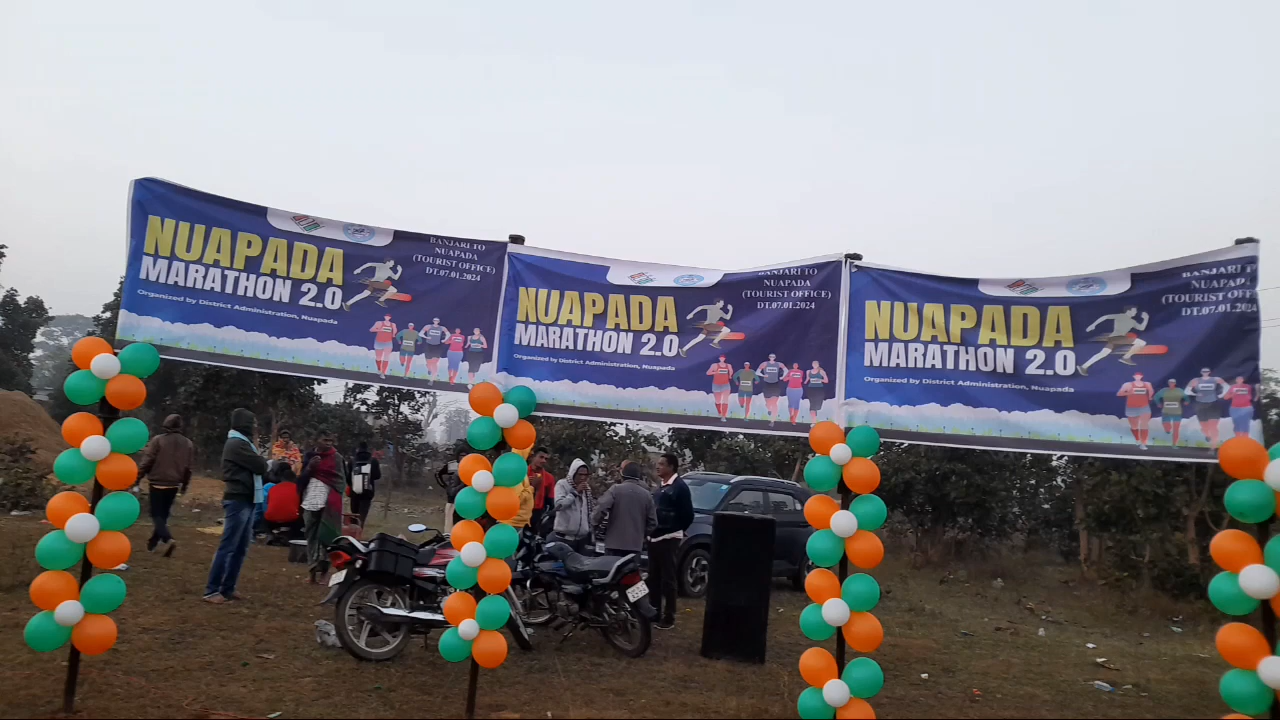 NUAPADA
MARATHON 2.0
Organized by District Administration, Nuapada
BANJARI TO
NUAPADA
(TOURIST OFFICE)
DT.07.01.2024
NUAPADA
MARATHON 2.0
Organized by District Administration, Nuapada
BANJARI TO
NUAPADA
(TOURIST OFFICE)
DT.07.01.2024
NUAPADA
MARATHON 2.0
Organized by District Administration, Nuapada
BANJARI TO
NUAPADA
(TOURIST OFF
DT.07.01.2024